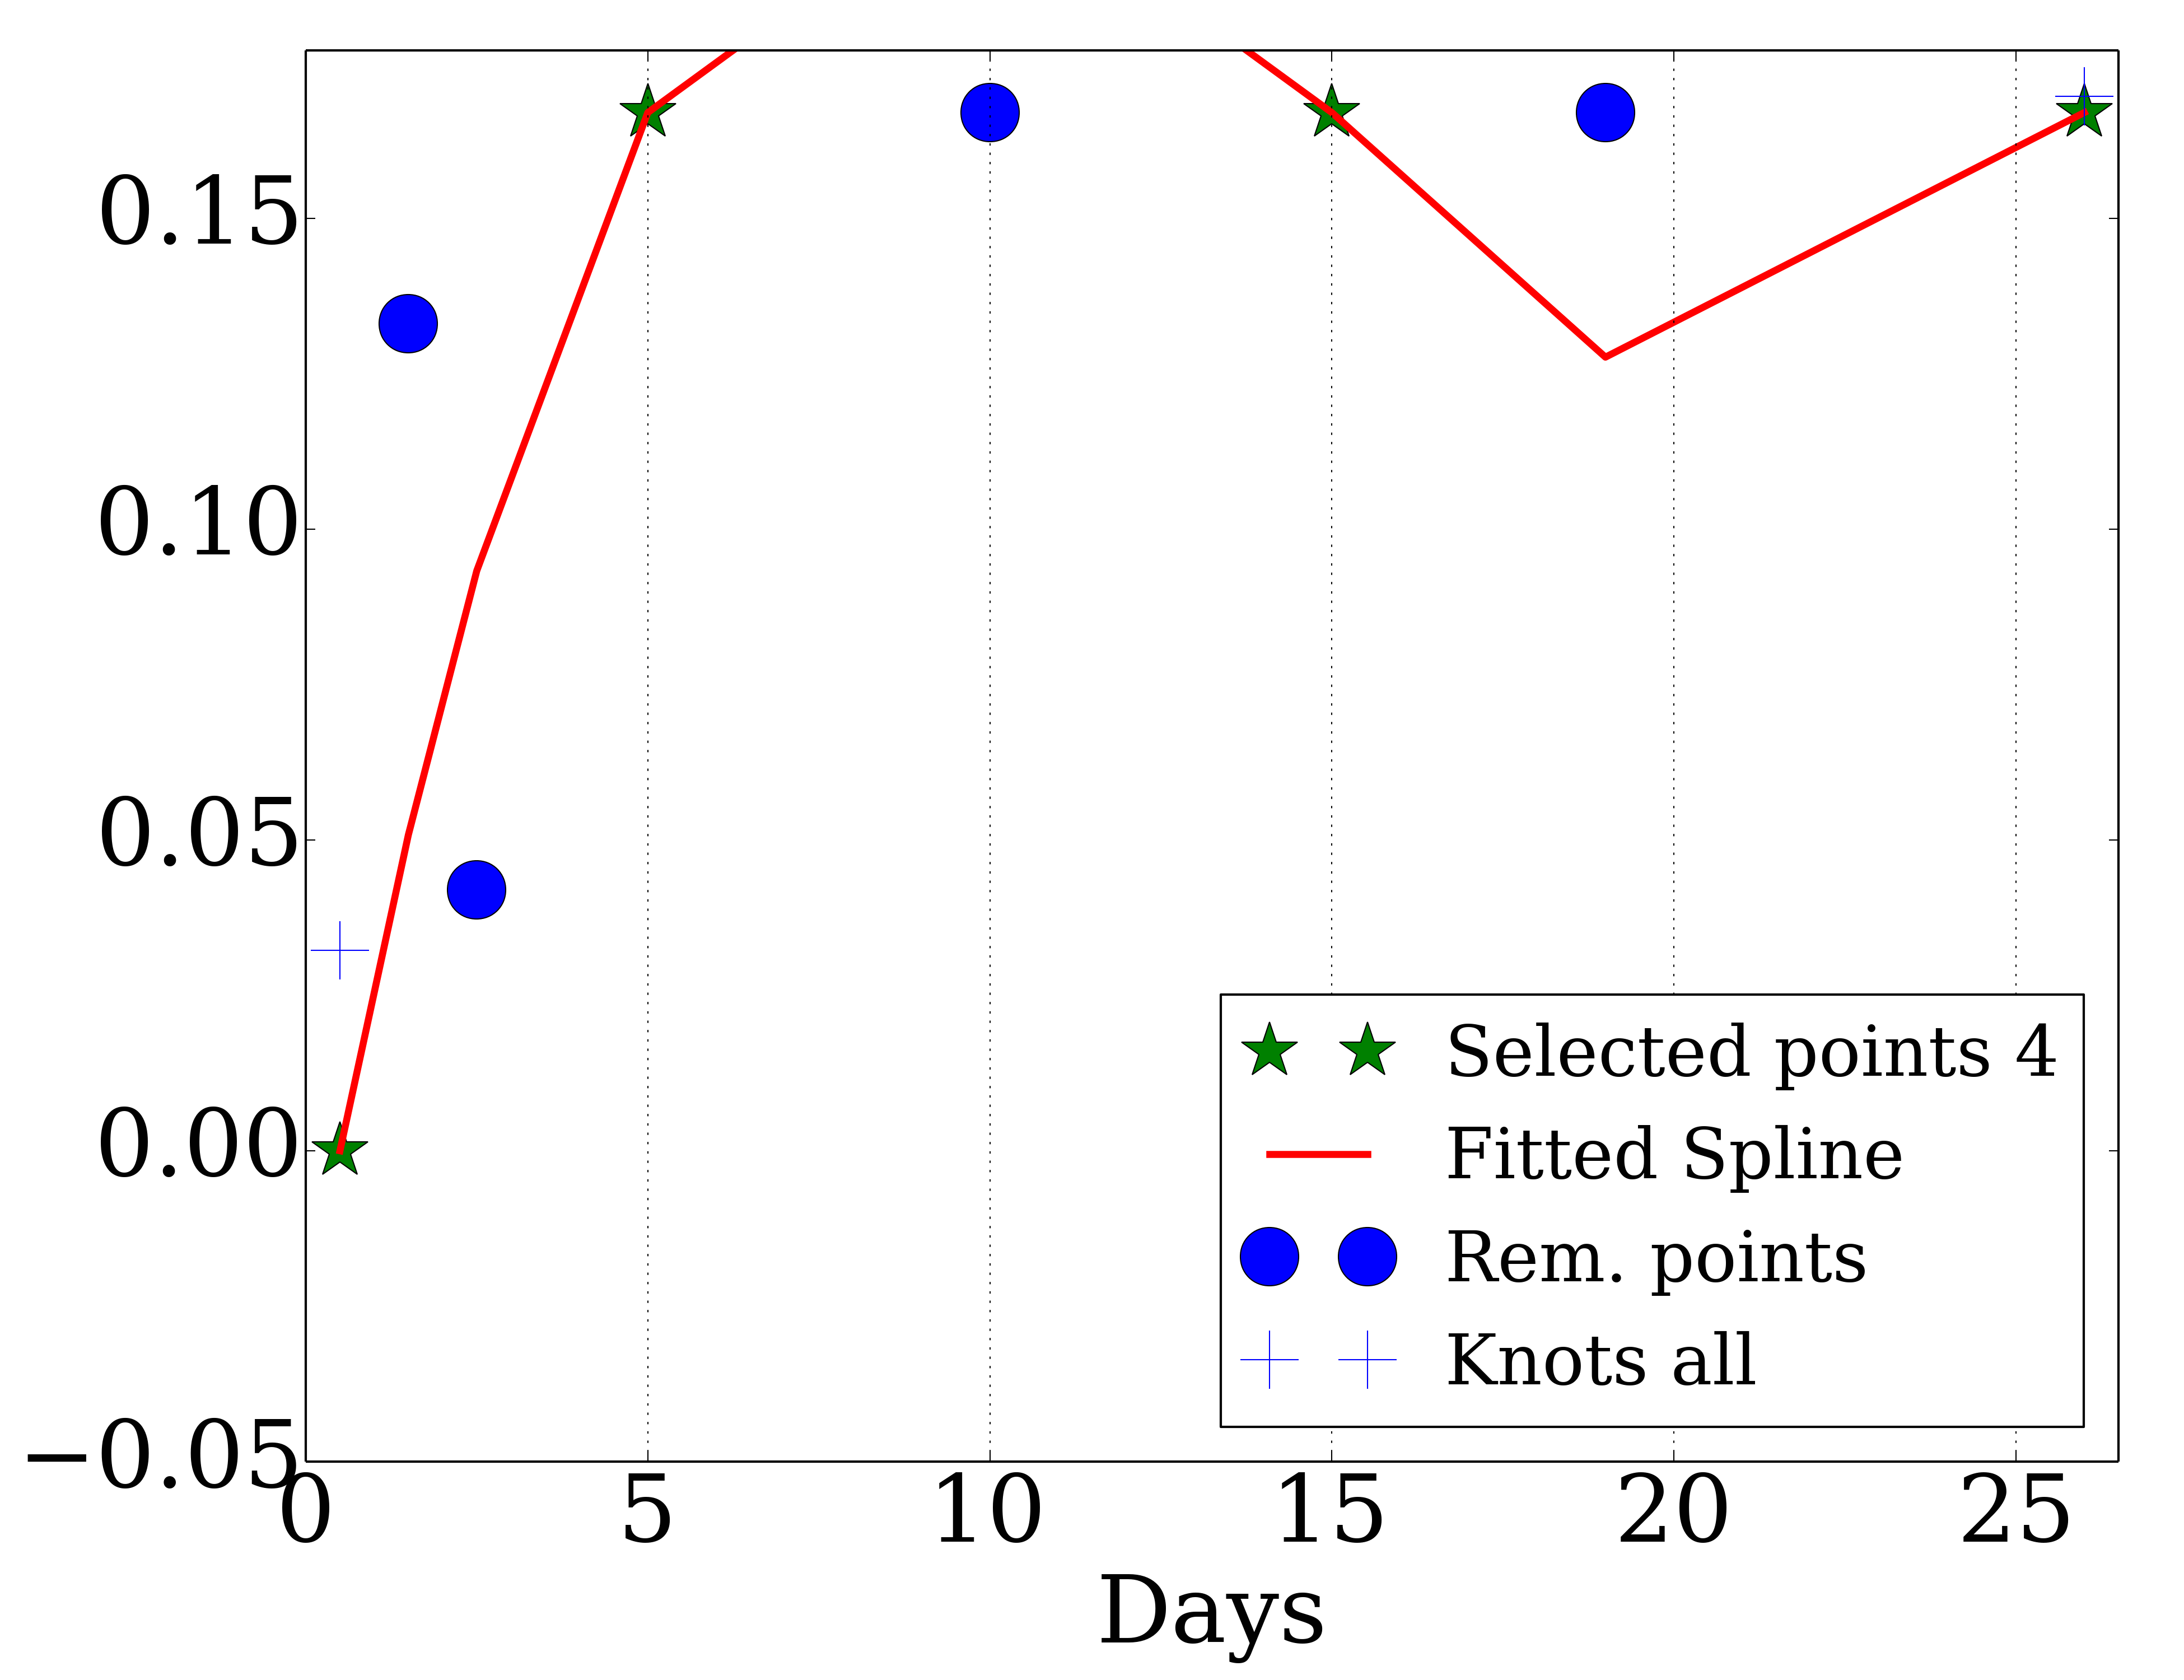 0.15
0.10
0.05
0.00
−0.05
0 5 10 15 20 25
Days
Selected points 4
Fitted Spline
Rem. points
Knots all